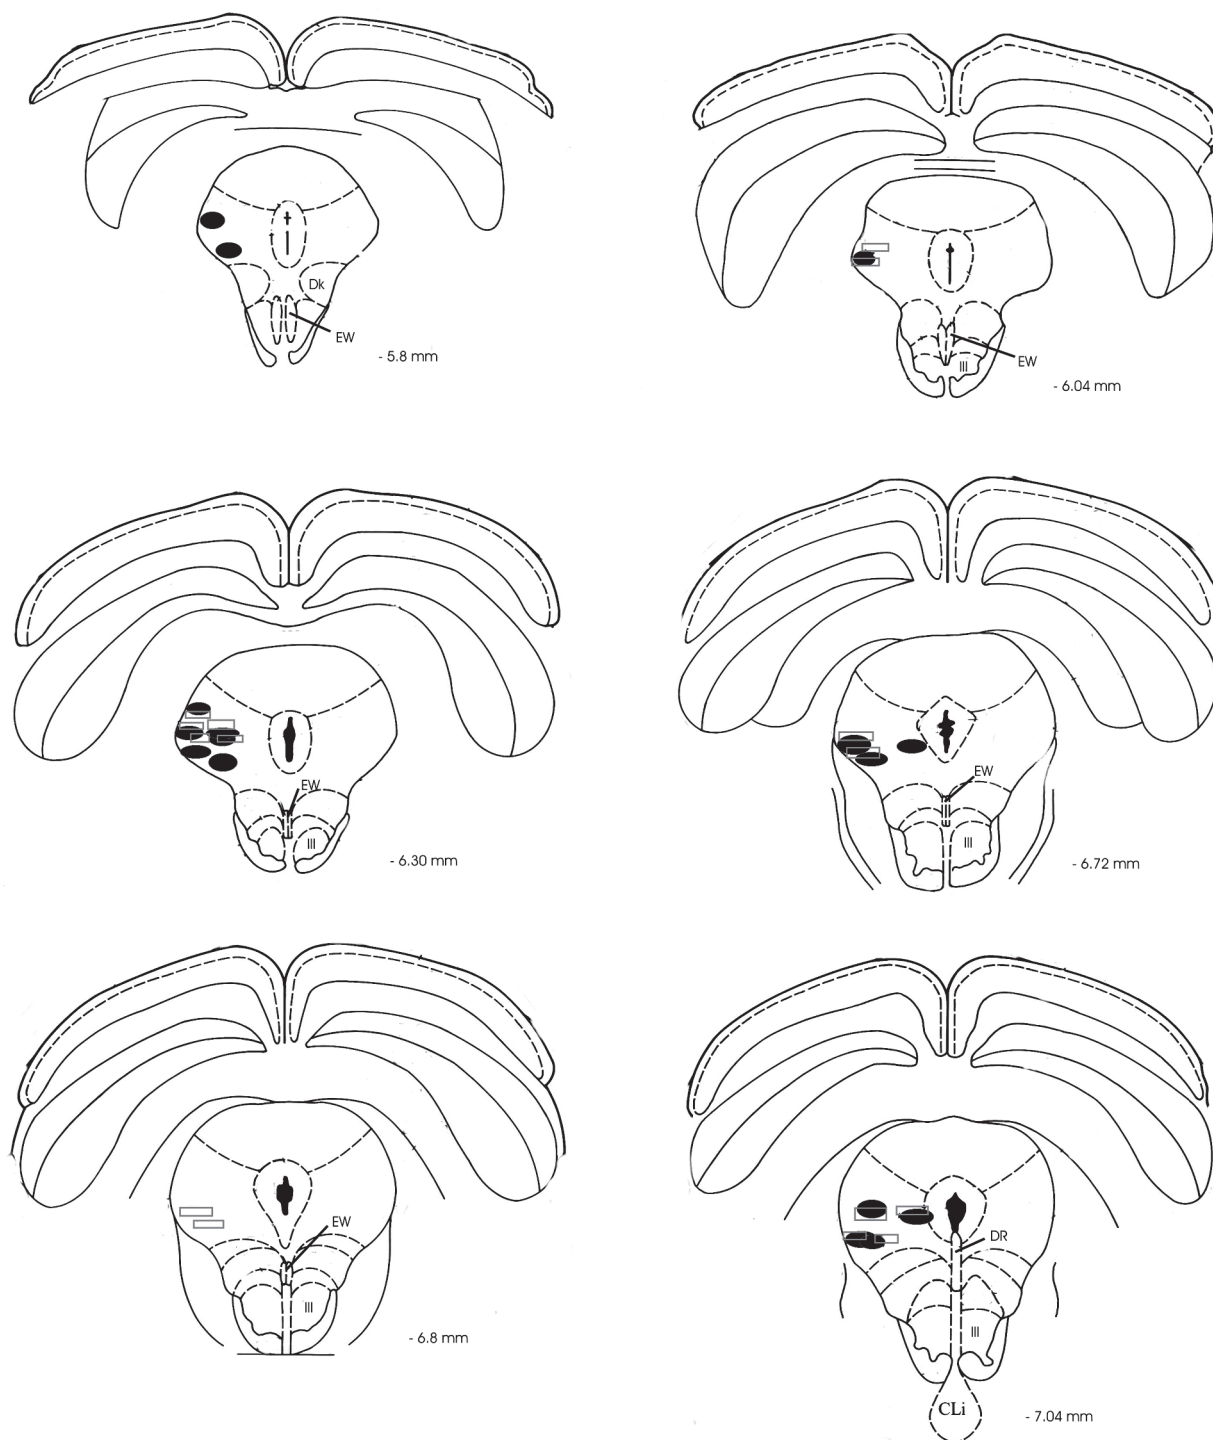 Dk
EW
- 5.8 mm
III
EW
- 6.04 mm
EW
III
- 6.30 mm
EW
III
- 6.72 mm
EW
III
- 6.8 mm
DR
III
CLi
- 7.04 mm